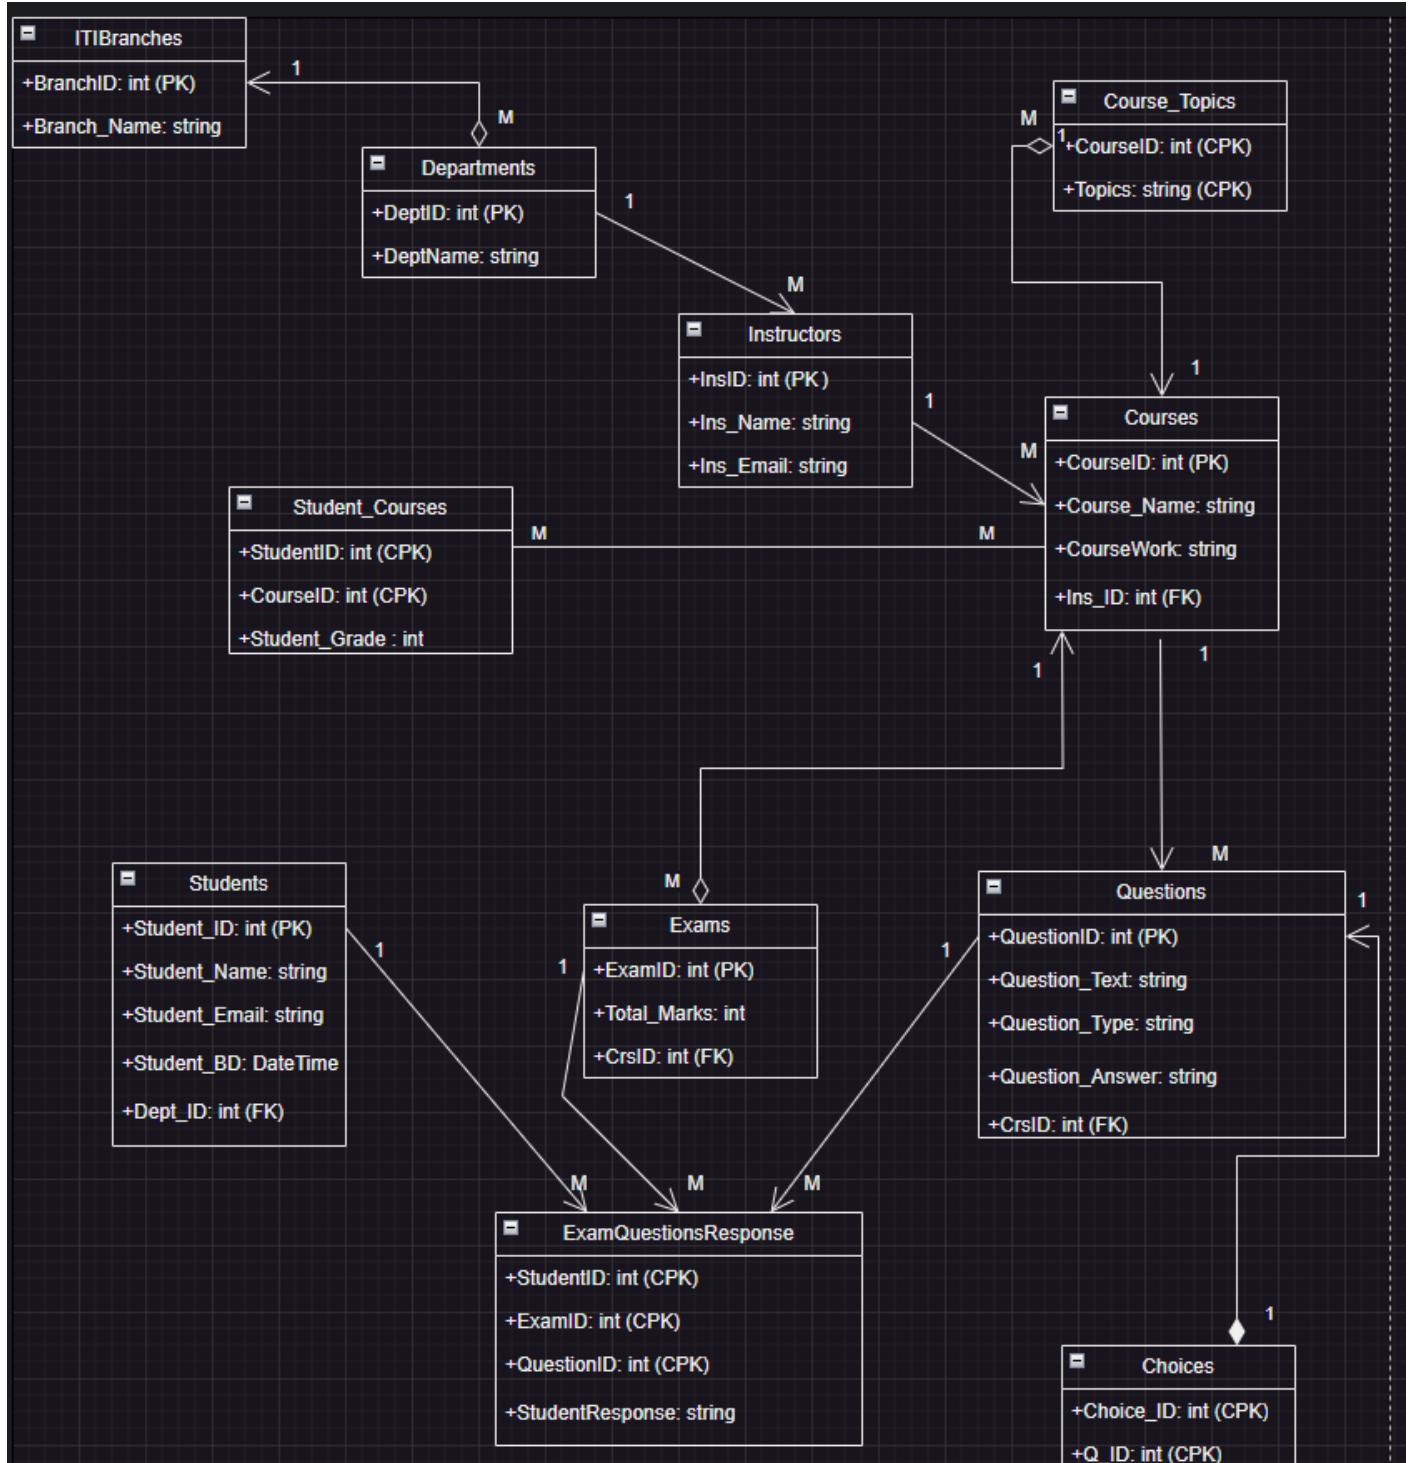 ITIBranches
+BranchID: int (PK)
+Branch_Name: string
1
M
Departments
+DeptID: int (PK)
+DeptName: string
1
M
Course_Topics
+CourseID: int (CPK)
+Topics: string (CPK)
M
1
1
Instructors
+InsID: int (PK )
+Ins_Name: string
+Ins_Email: string
1
M
Courses
+CourseID: int (PK)
+Course_Name: string
+CourseWork: string
+Ins_ID: int (FK)
Student_Courses
+StudentID: int (CPK)
+CourseID: int (CPK)
+Student_Grade : int
M
M
1
1
M
M
Students
+Student_ID: int (PK)
+Student_Name: string
+Student_Email: string
+Student_BD: DateTime
+Dept_ID: int (FK)
1
Exams
+ExamID: int (PK)
+Total_Marks: int
+CrsID: int (FK)
1
Questions
+QuestionID: int (PK)
+Question_Text: string
+Question_Type: string
+Question_Answer: string
+CrsID: int (FK)
1
1
M
M
M
ExamQuestionsResponse
+StudentID: int (CPK)
+ExamID: int (CPK)
+QuestionID: int (CPK)
+StudentResponse: string
1
Choices
+Choice_ID: int (CPK)
+Q_ID: int (CPK)